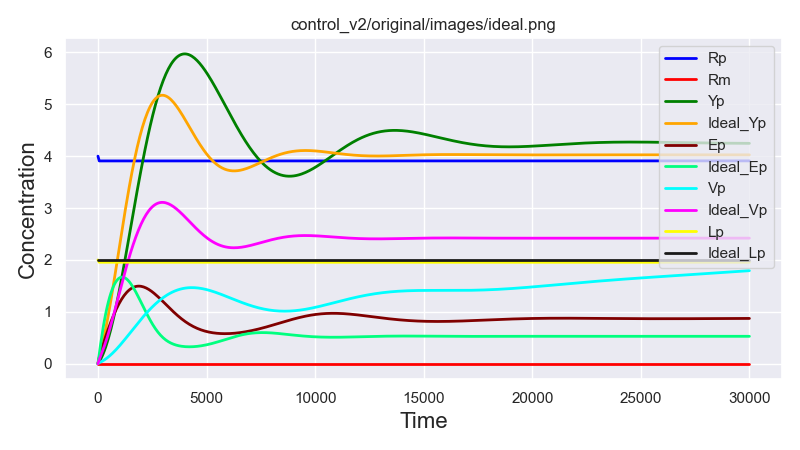 control_v2/original/images/ideal.png
Concentration
6
5
4
3
2
1
0
0
5000
10000
15000
20000
25000
30000
Time
Rp
Rm
Yp
Ideal_Yp
Ep
Ideal_Ep
Vp
Ideal_Vp
Lp
Ideal_Lp